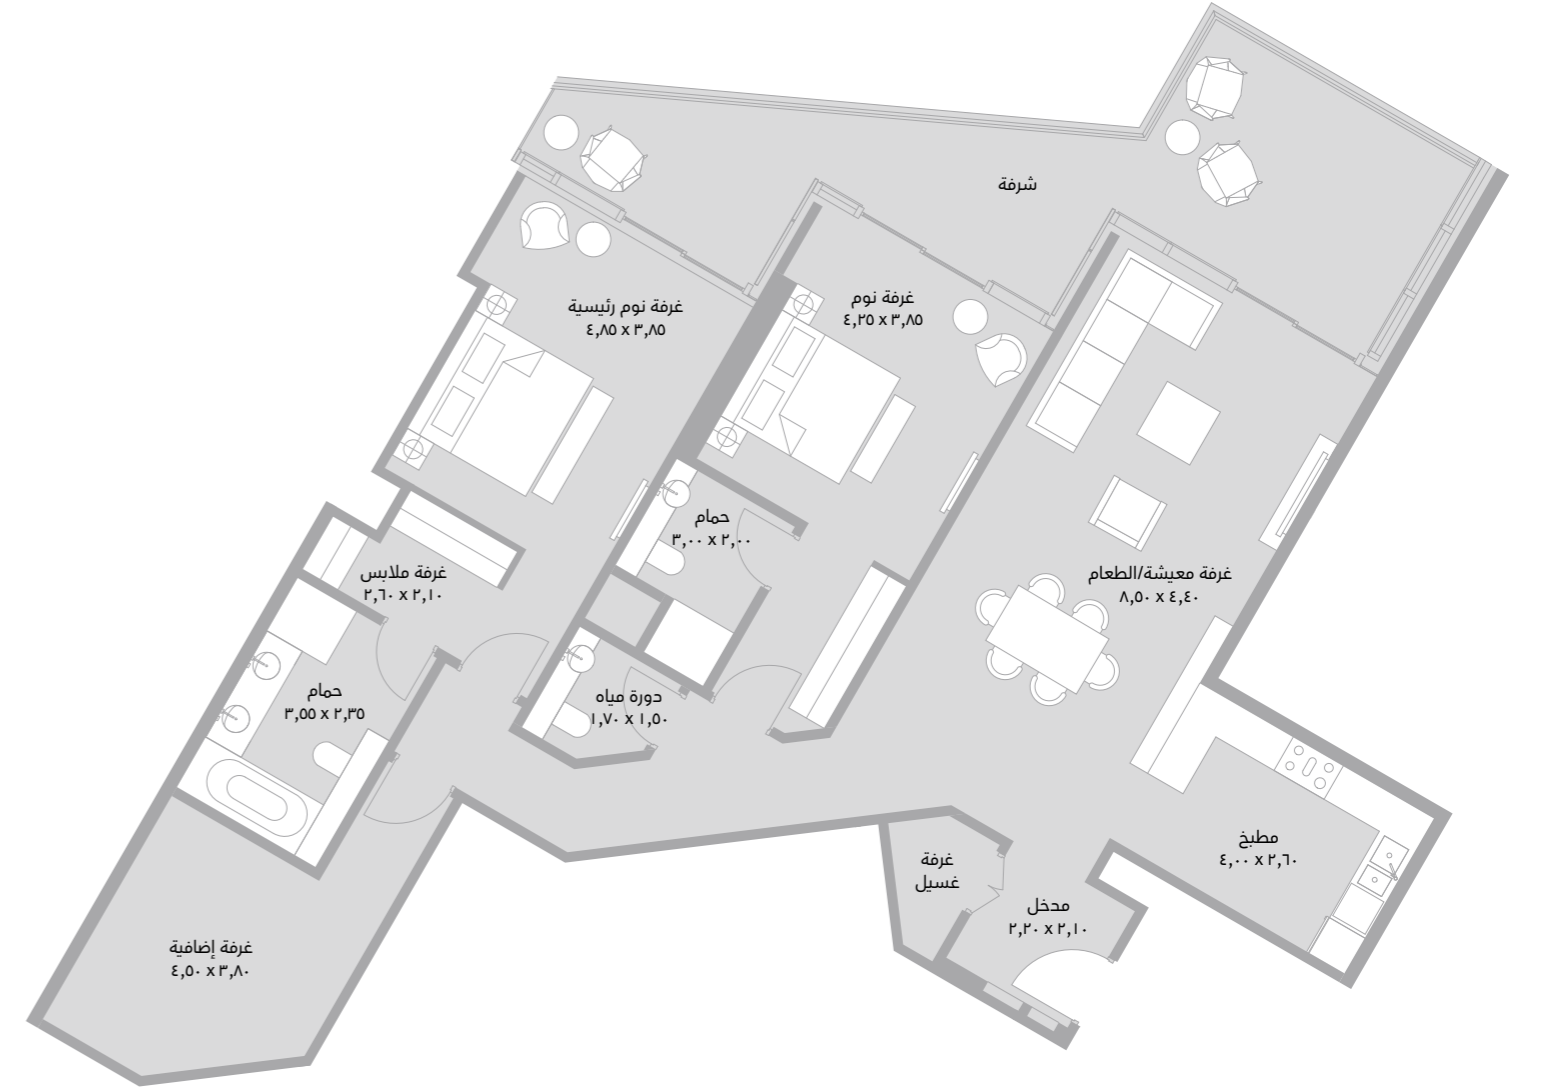 شرفة
غرفة نوم رئيسية
٤,٨٥ x ٣,٨٥
غرفة نوم
٤,٢٥ x ٣,٨٥
حمام
٣,٠٠ x ٢,٠٠
غرفة معيشة/الطعام
٨,٥٠ x ٤,٤٠
غرفة ملابس
٢,٦٠ x ٢,١٠
حمام
٣,٥٥ x ٢,٣٥
دورة مياه
١,٧٠ x ١,٥٠
مطبخ
٤,٠٠ x ٢,٦٠
غرفة
غسيل
مدخل
٢,٢٠ x ٢,١٠
غرفة إضافية
٤,٥٠ x ٣,٨٠